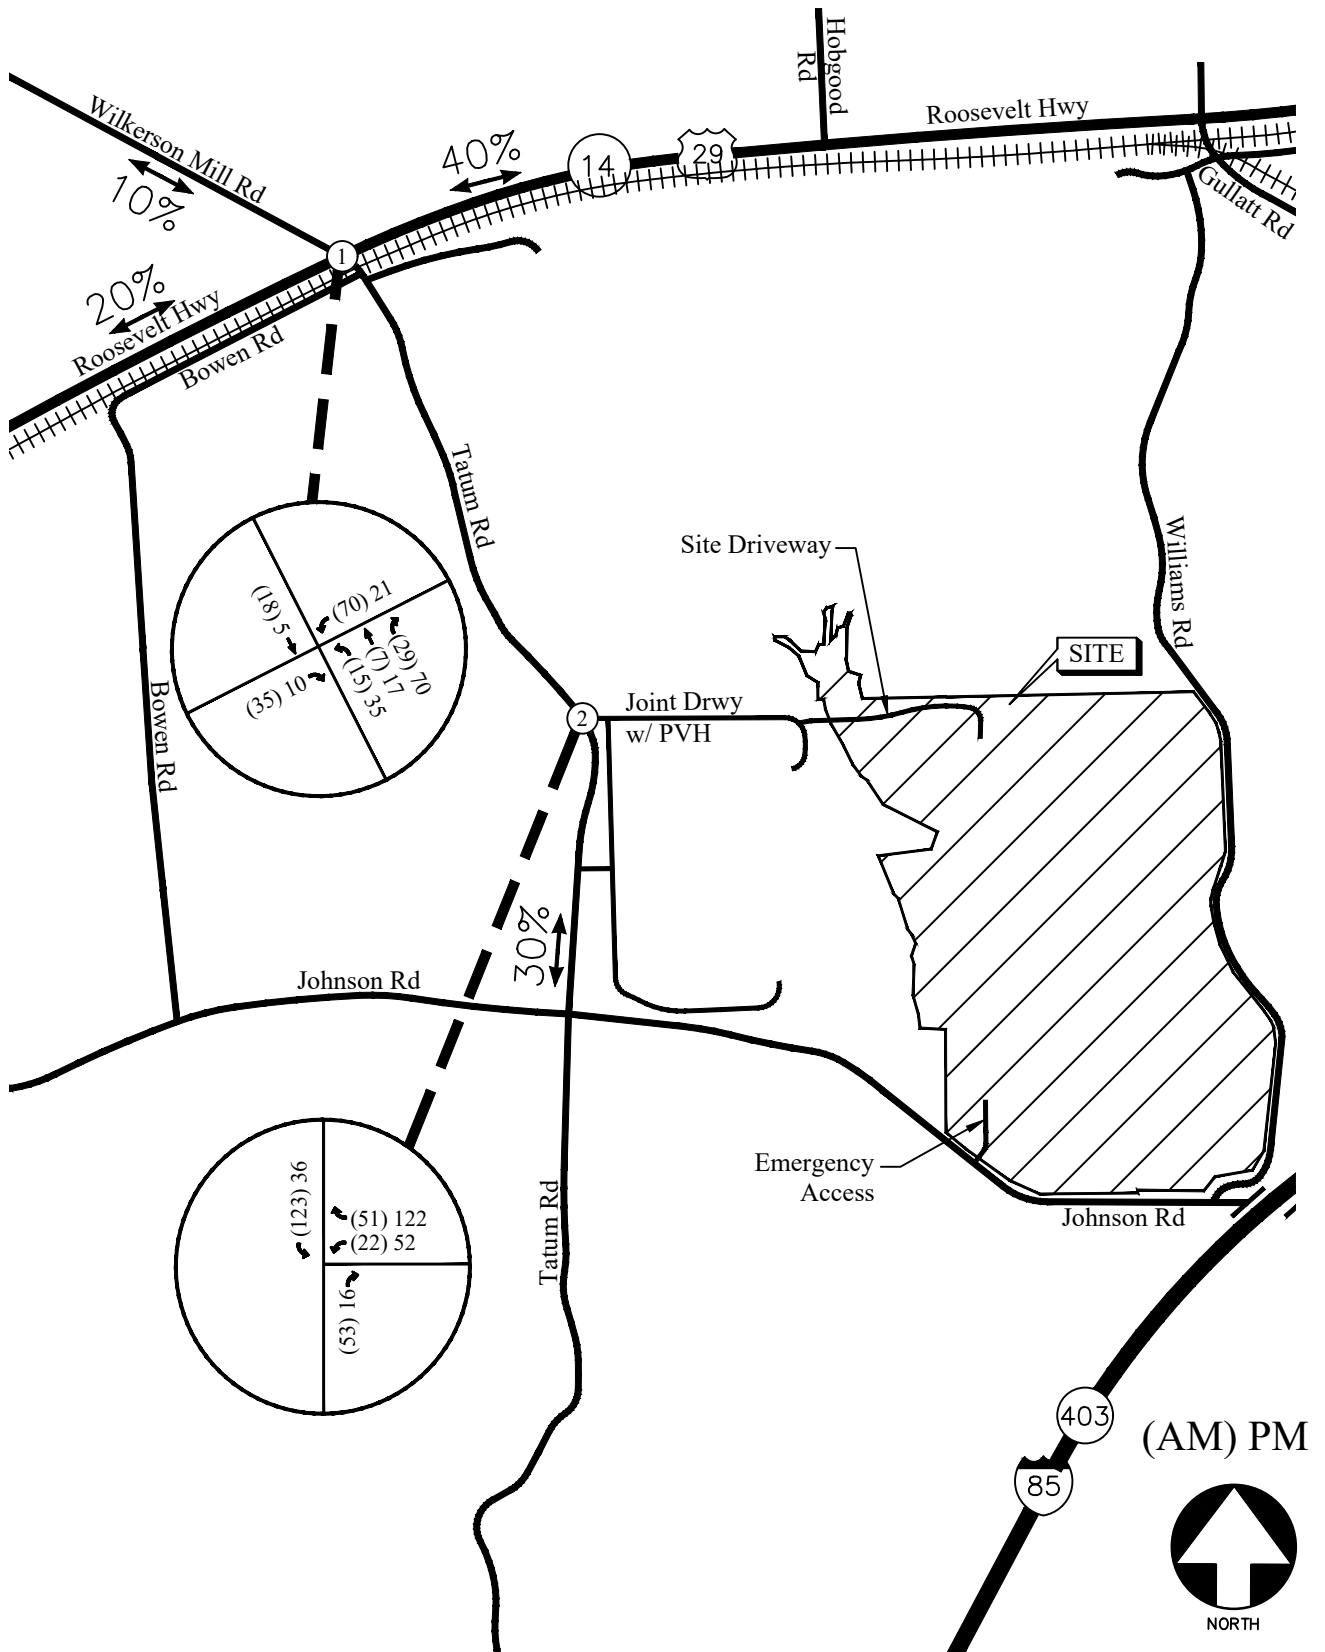 Hobgood
Rd
Roosevelt Hwy
Wilkerson Mill Rd
10%
40%
14
29
Gullatt Rd
1
20%
Roosevelt Hwy
Bowen Rd
Tatum Rd
Site Driveway
Williams Rd
(18) 5
(70) 21
(29) 70
(7) 17
(15) 35
(35) 10
SITE
Bowen Rd
2
Joint Drwy
w/ PVH
30%
Johnson Rd
Emergency
Access
(123) 36
(51) 122
(22) 52
(53) 16
Tatum Rd
Johnson Rd
403
85
(AM) PM
NORTH